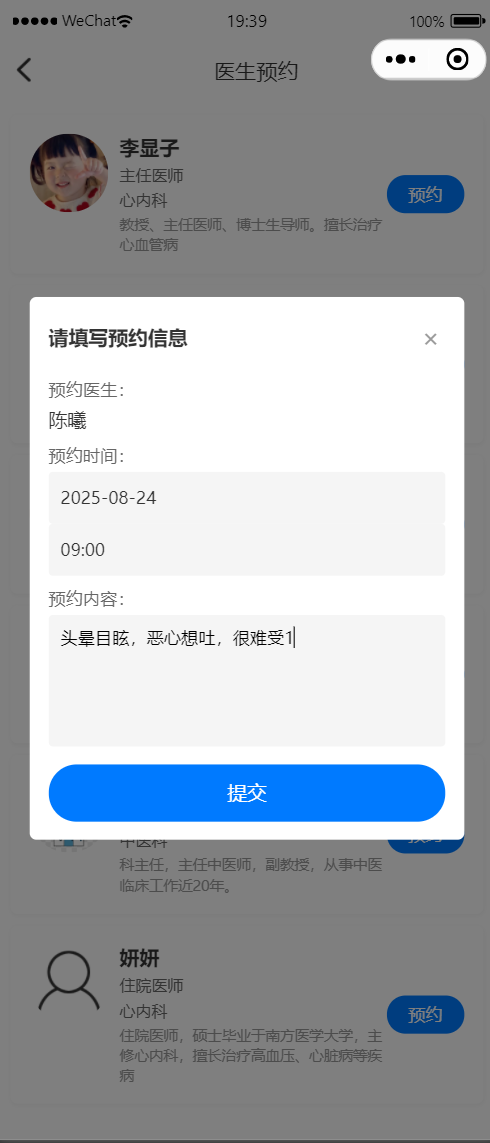 WeChat 19:39 100%
医生预约
李显子
主任医师
心内科
预约
教授、主任医师、博士生导师。擅长治疗
心血管病
请填写预约信息
×
预约医生：
陈曦
预约时间：
2025-08-24
09:00
预约内容：
头晕目眩，恶心想吐，很难受1
提交
中医科
预约
科主任，主任中医师，副教授，从事中医
临床工作近20年。
妍妍
住院医师
心内科
预约
住院医师，硕士毕业于南方医学大学，主
修心内科，擅长治疗高血压、心脏病等疾
病